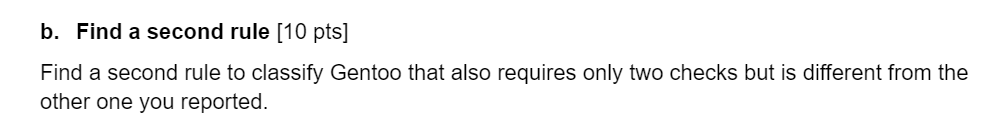 b. Find a second rule [10 pts]
Find a second rule to classify Gentoo that also requires only two checks but is different from the
other one you reported.